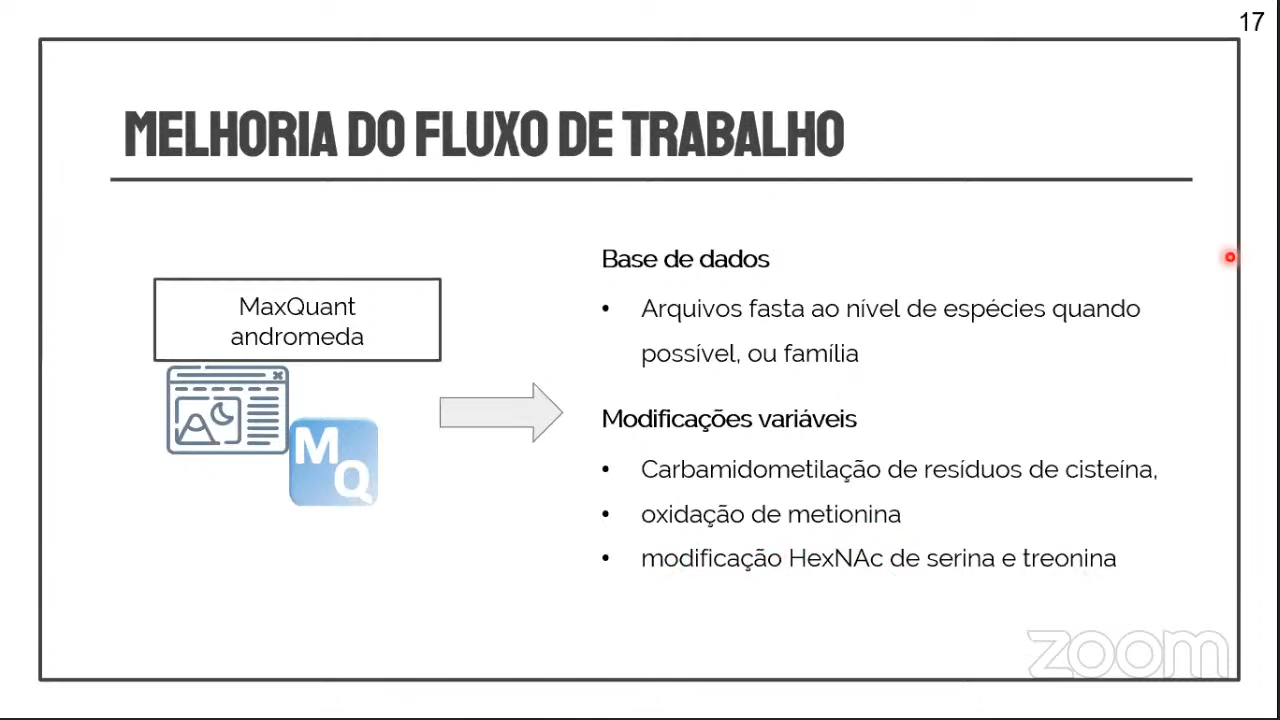 17
MELHORIA DO FLUXO DE TRABALHO
MaxQuant
andromeda
M
Q
Base de dados
• Arquivos fasta ao nível de espécies quando
possível, ou família
Modificações variáveis
• Carbamidometilação de resíduos de cisteína,
• oxidação de metionina
• modificação HexNAc de serina e treonina
zoom